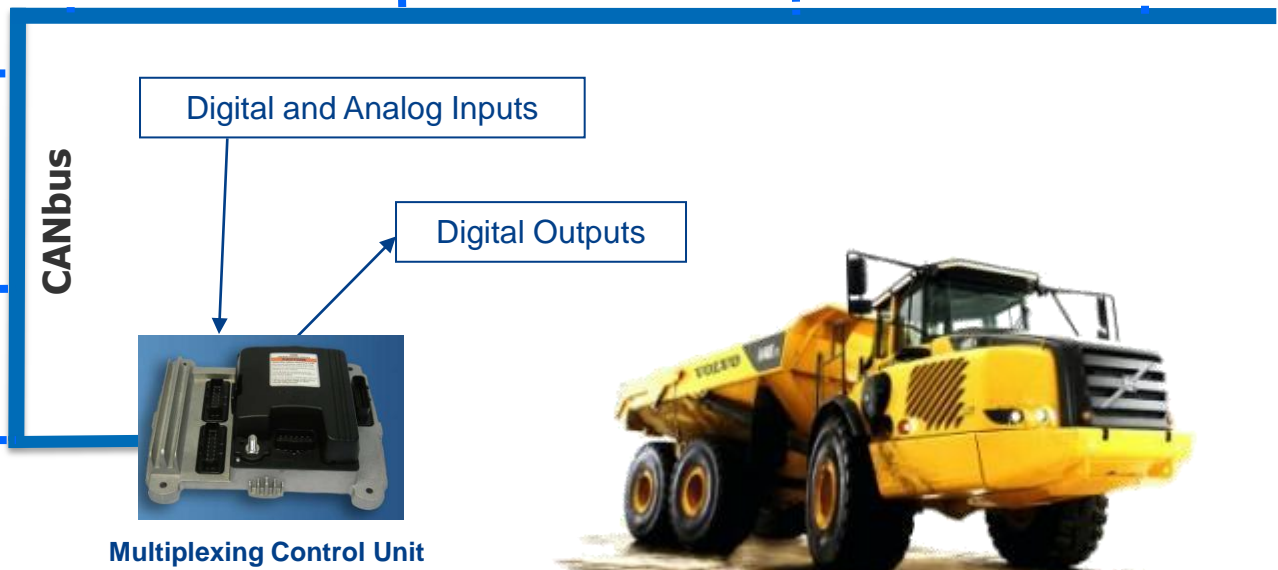 Digital and Analog Inputs
CANbus
Digital Outputs
VOLVO
Multiplexing Control Unit